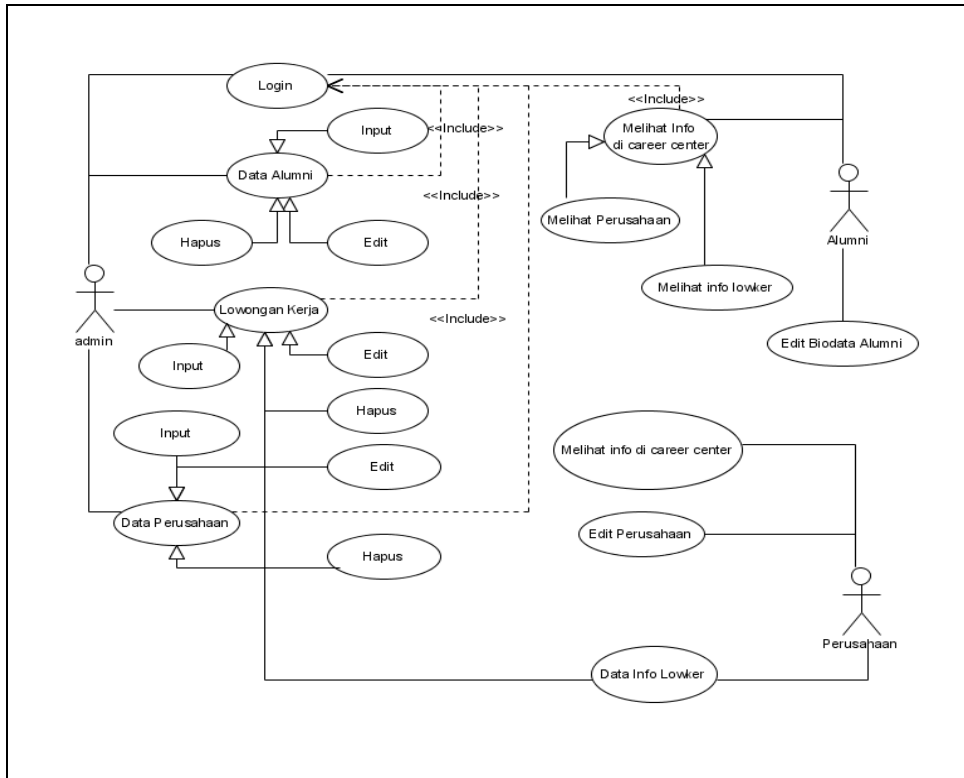 Login
<<Include>>
Melihat Info
di career center
Input
<<Include>>
Data Alumni
<<Include>>
Melihat Perusahaan
Alumni
Hapus
Edit
Melihat info lowker
Lowongan Kerja
<<Include>>
admin
Edit
Edit Biodata Alumni
Input
Hapus
Input
Edit
Melihat info di career center
Data Perusahaan
Edit Perusahaan
Hapus
Perusahaan
Data Info Lowker